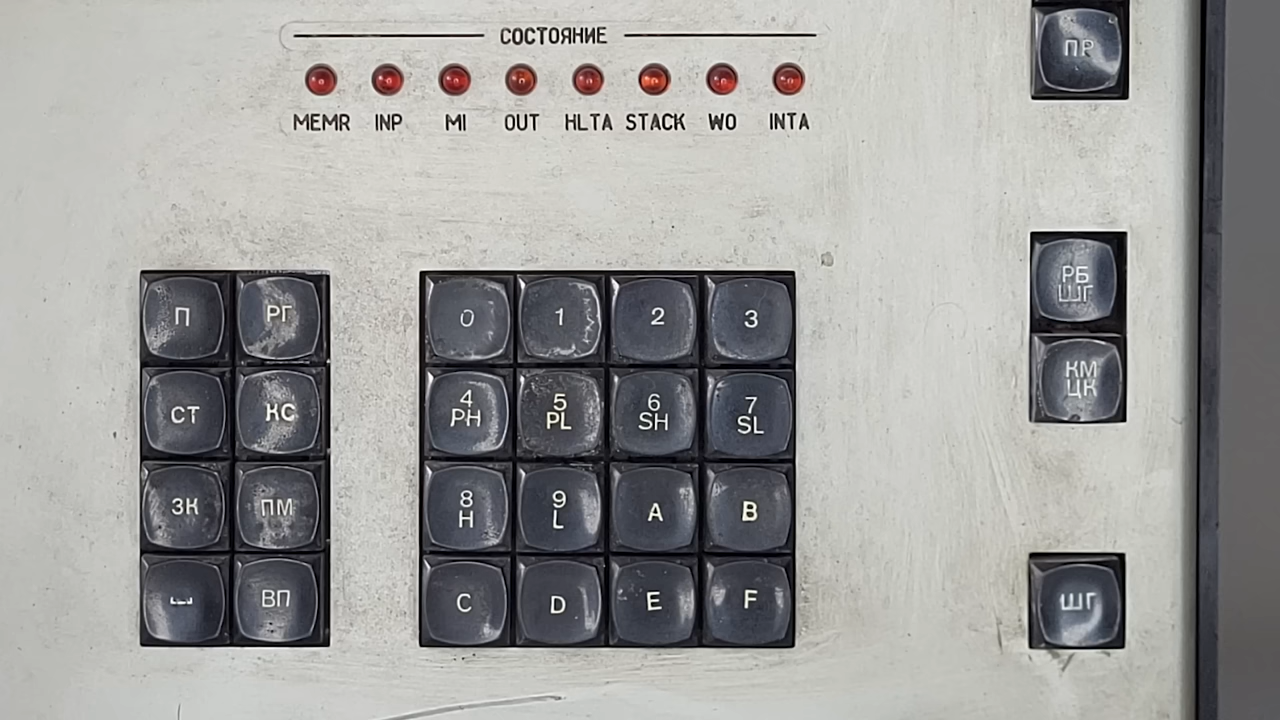 СОСТОЯНИЕ
MEMR INP MI OUT HLTA STACK WO INTA
ПР
П РГ 0 1 2 3
РБ
ШГ
СТ КС 4 PH 5 PL 6 SH 7 SL
КМ
ЦК
ЗК ПМ 8 H 9 L A B
␣ ВП C D E F
ШГ